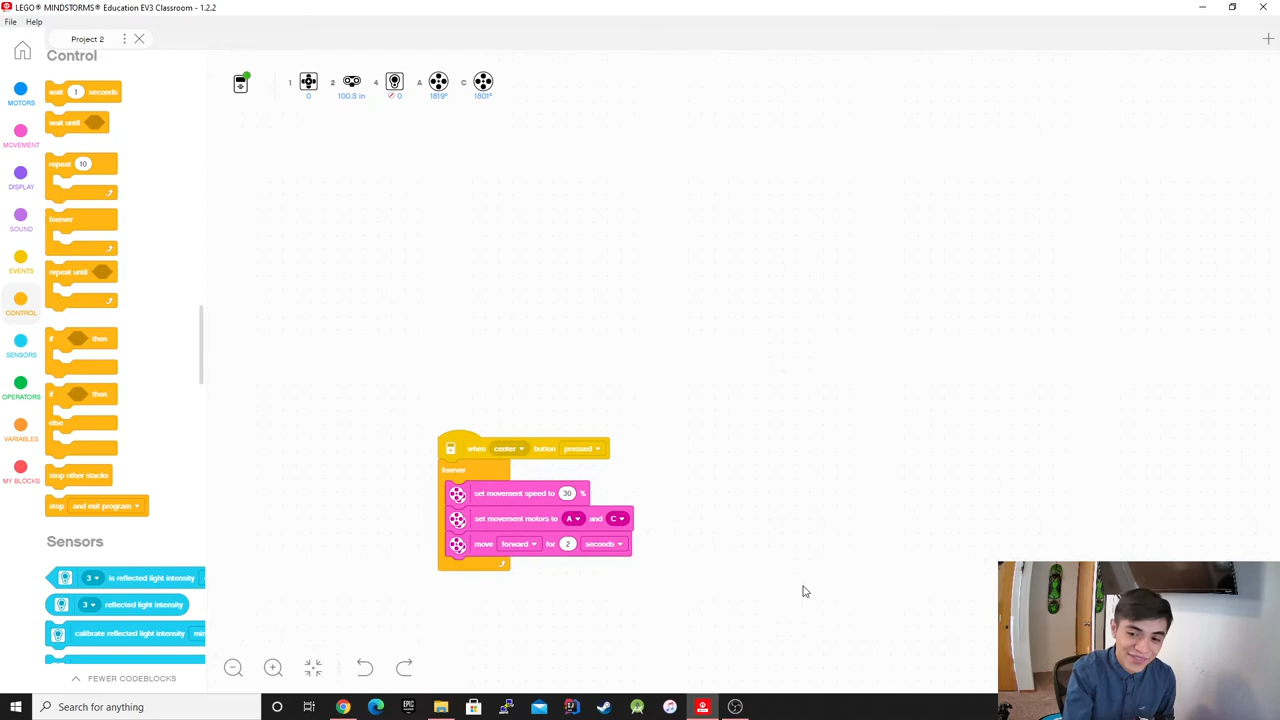 LEGO® MINDSTORMS® Education EV3 Classroom - 1.2.2
File Help
Project 2
Control
1 2 4 A C
0 100.3 in 0 1819° 1801°
MOTORS
MOVEMENT
DISPLAY
SOUND
EVENTS
CONTROL
SENSORS
OPERATORS
VARIABLES
MY BLOCKS
wait 1 seconds
wait until
repeat 10
forever
repeat until
if then
if then
else
stop other stacks
stop and exit program
Sensors
3 is reflected light intensity
3 reflected light intensity
calibrate reflected light intensity
FEWER CODEBLOCKS
when center button pressed
forever
set movement speed to 30 %
set movement motors to A and C
move forward for 2 seconds
Search for anything